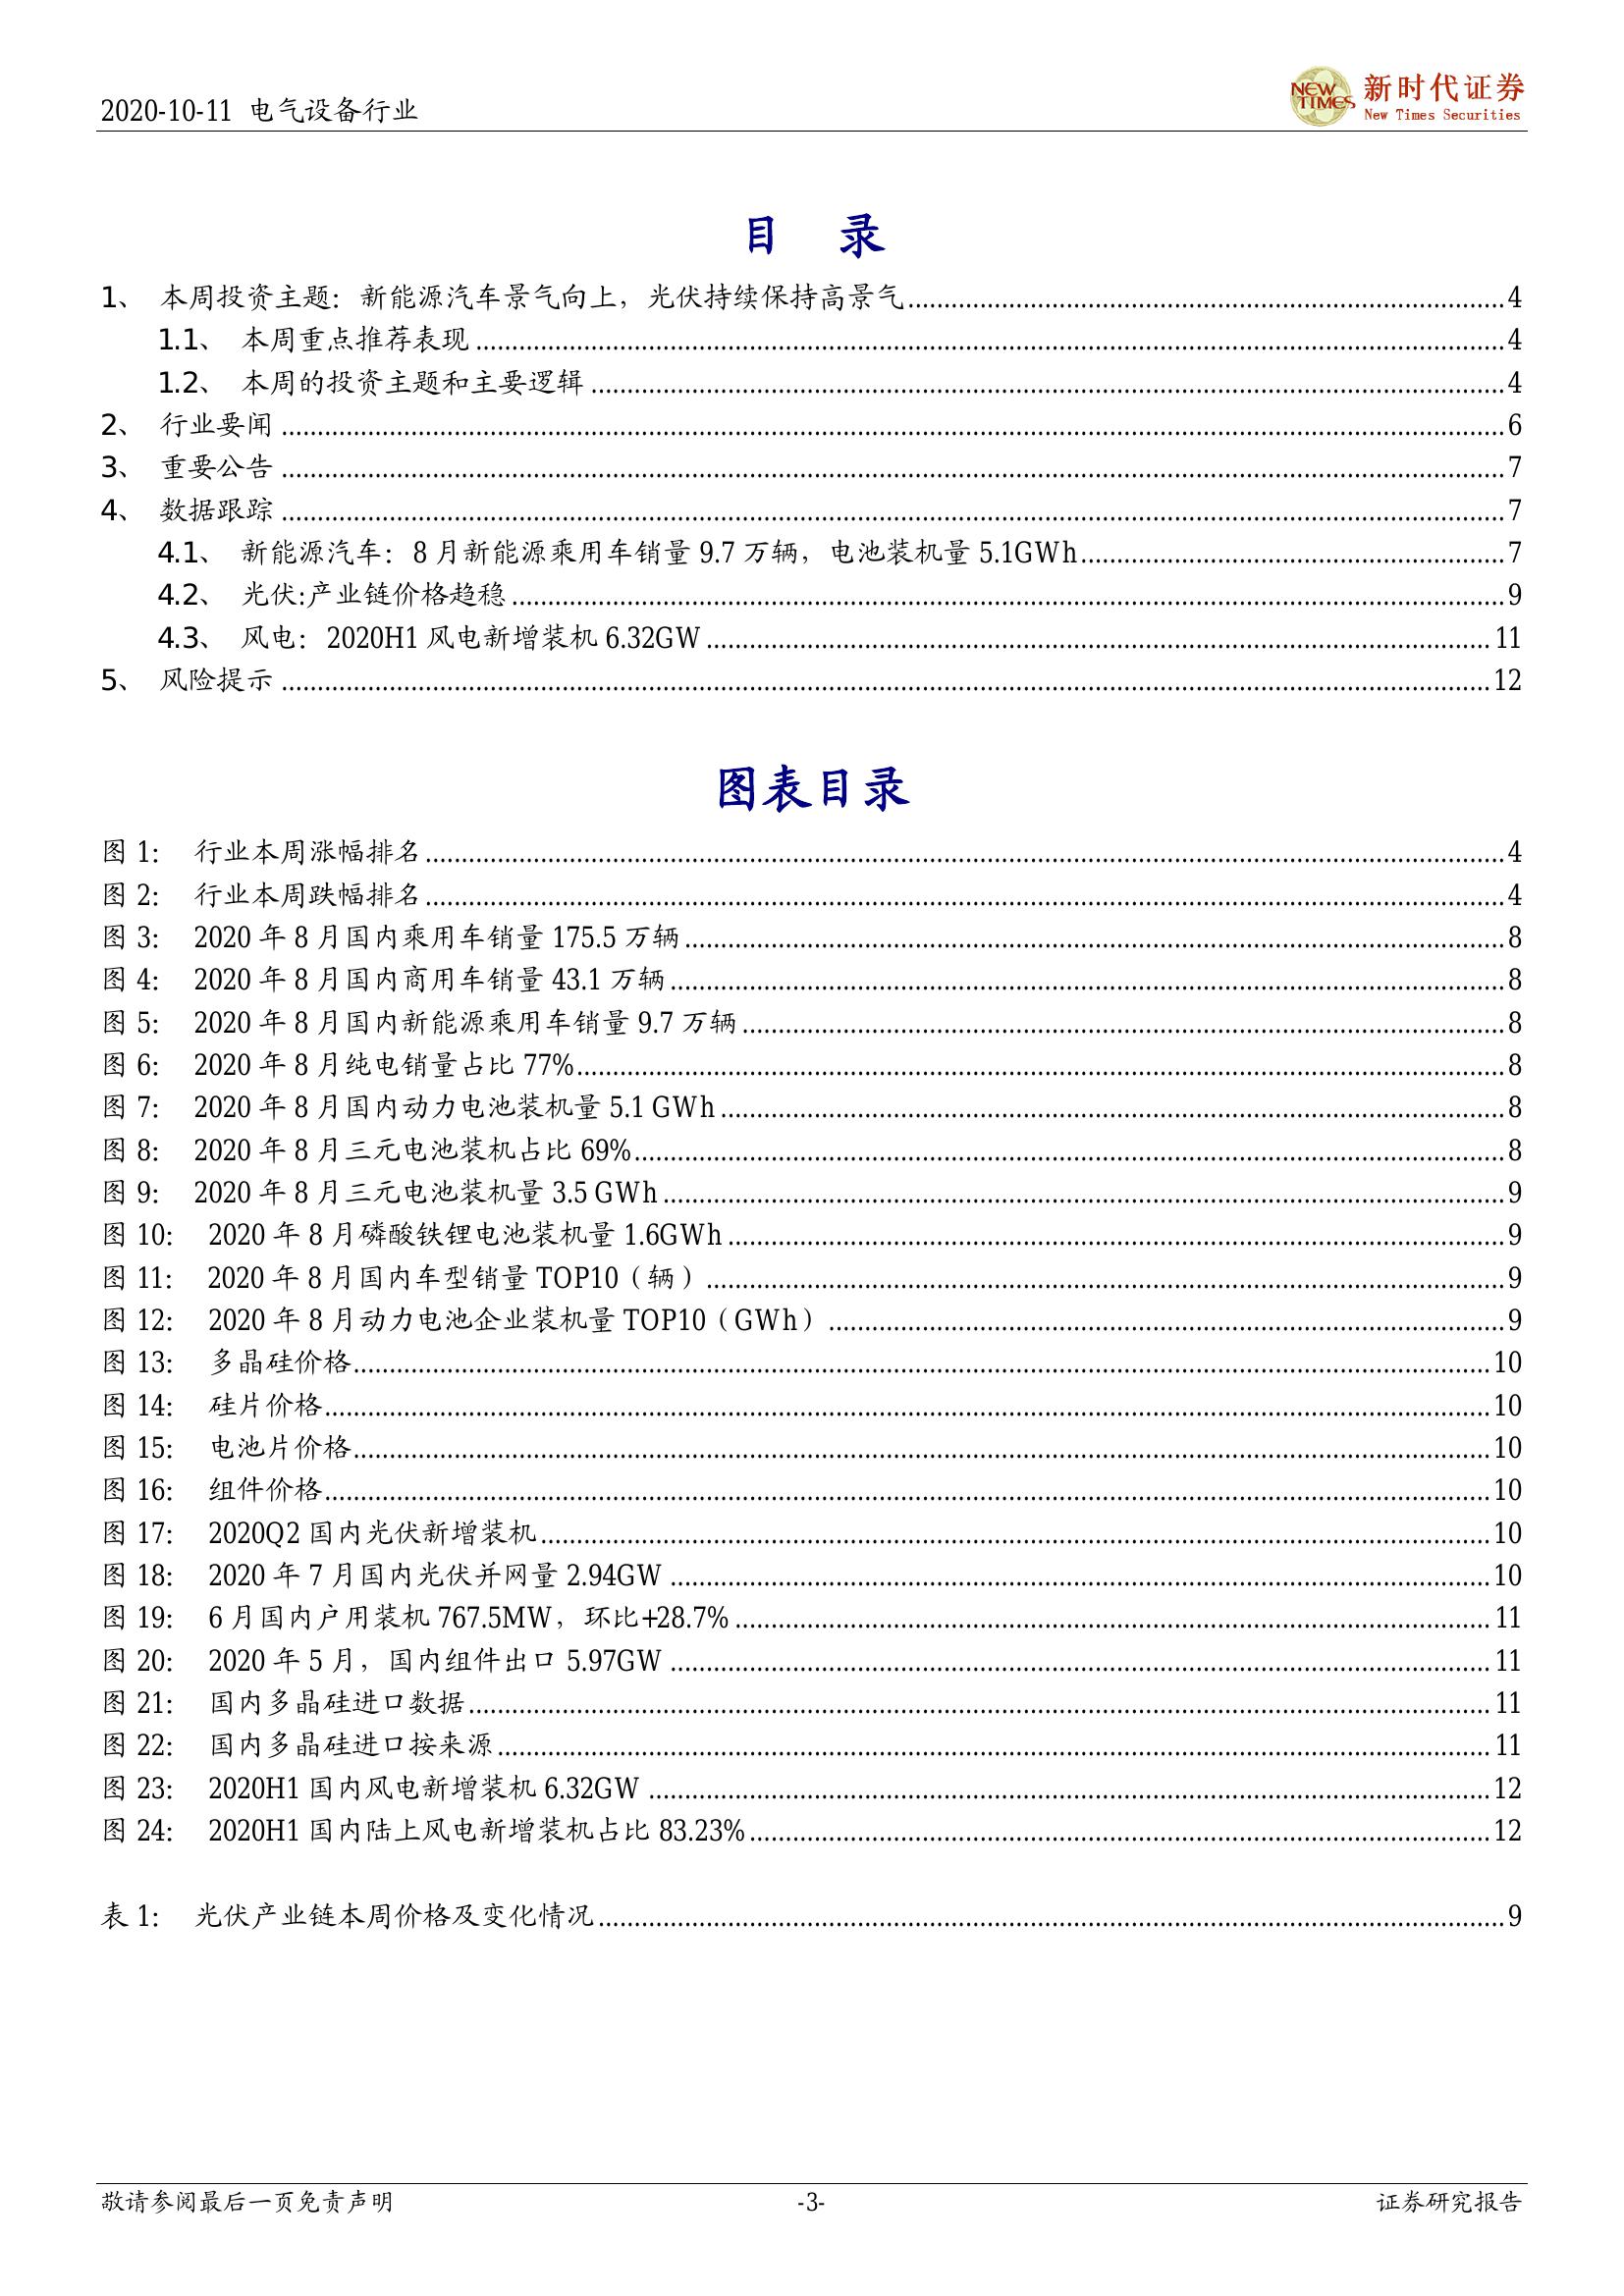 2020-10-11 电气设备行业
NEW TIMES 新时代证券
New Times Securities
目 录
1、 本周投资主题：新能源汽车景气向上，光伏持续保持高景气 4
1.1、 本周重点推荐表现 4
1.2、 本周的投资主题和主要逻辑 4
2、 行业要闻 6
3、 重要公告 7
4、 数据跟踪 7
4.1、 新能源汽车：8 月新能源乘用车销量 9.7 万辆，电池装机量 5.1GWh 7
4.2、 光伏:产业链价格趋稳 9
4.3、 风电：2020H1 风电新增装机 6.32GW 11
5、 风险提示 12
图表目录
图 1: 行业本周涨幅排名 4
图 2: 行业本周跌幅排名 4
图 3: 2020 年 8 月国内乘用车销量 175.5 万辆 8
图 4: 2020 年 8 月国内商用车销量 43.1 万辆 8
图 5: 2020 年 8 月国内新能源乘用车销量 9.7 万辆 8
图 6: 2020 年 8 月纯电销量占比 77% 8
图 7: 2020 年 8 月国内动力电池装机量 5.1 GWh 8
图 8: 2020 年 8 月三元电池装机占比 69% 8
图 9: 2020 年 8 月三元电池装机量 3.5 GWh 9
图 10: 2020 年 8 月磷酸铁锂电池装机量 1.6GWh 9
图 11: 2020 年 8 月国内车型销量 TOP10（辆） 9
图 12: 2020 年 8 月动力电池企业装机量 TOP10（GWh） 9
图 13: 多晶硅价格 10
图 14: 硅片价格 10
图 15: 电池片价格 10
图 16: 组件价格 10
图 17: 2020Q2 国内光伏新增装机 10
图 18: 2020 年 7 月国内光伏并网量 2.94GW 10
图 19: 6 月国内户用装机 767.5MW，环比+28.7% 11
图 20: 2020 年 5 月，国内组件出口 5.97GW 11
图 21: 国内多晶硅进口数据 11
图 22: 国内多晶硅进口按来源 11
图 23: 2020H1 国内风电新增装机 6.32GW 12
图 24: 2020H1 国内陆上风电新增装机占比 83.23% 12
表 1: 光伏产业链本周价格及变化情况 9
敬请参阅最后一页免责声明 -3- 证券研究报告